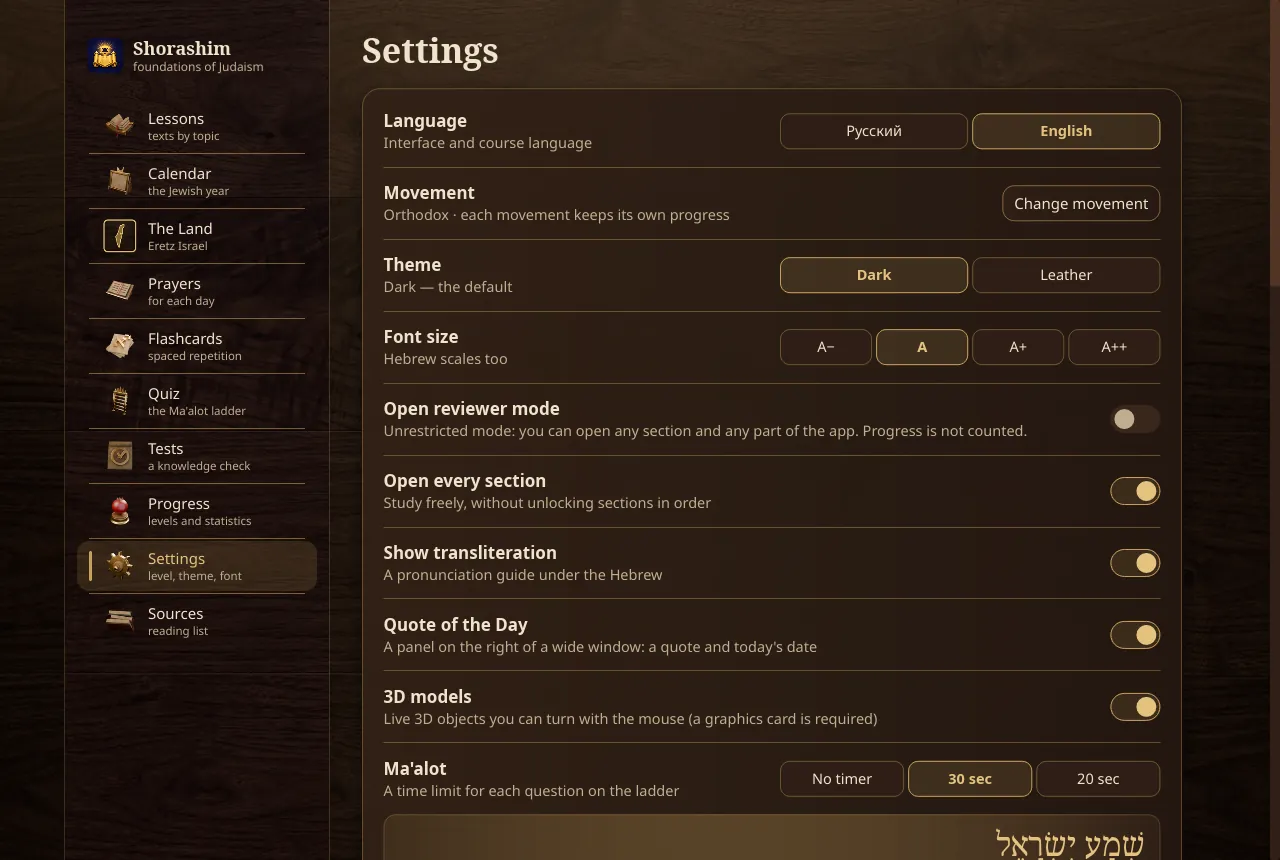 Shorashim
foundations of Judaism
Lessons
texts by topic
Calendar
the Jewish year
The Land
Eretz Israel
Prayers
for each day
Flashcards
spaced repetition
Quiz
the Ma'alot ladder
Tests
a knowledge check
Progress
levels and statistics
Settings
level, theme, font
Sources
reading list
Settings
Language
Interface and course language
Русский
English
Movement
Orthodox · each movement keeps its own progress
Change movement
Theme
Dark — the default
Dark
Leather
Font size
Hebrew scales too
A−
A
A+
A++
Open reviewer mode
Unrestricted mode: you can open any section and any part of the app. Progress is not counted.
Open every section
Study freely, without unlocking sections in order
Show transliteration
A pronunciation guide under the Hebrew
Quote of the Day
A panel on the right of a wide window: a quote and today's date
3D models
Live 3D objects you can turn with the mouse (a graphics card is required)
Ma'alot
A time limit for each question on the ladder
No timer
30 sec
20 sec
שְׁמַע יִשְׂרָאֵל